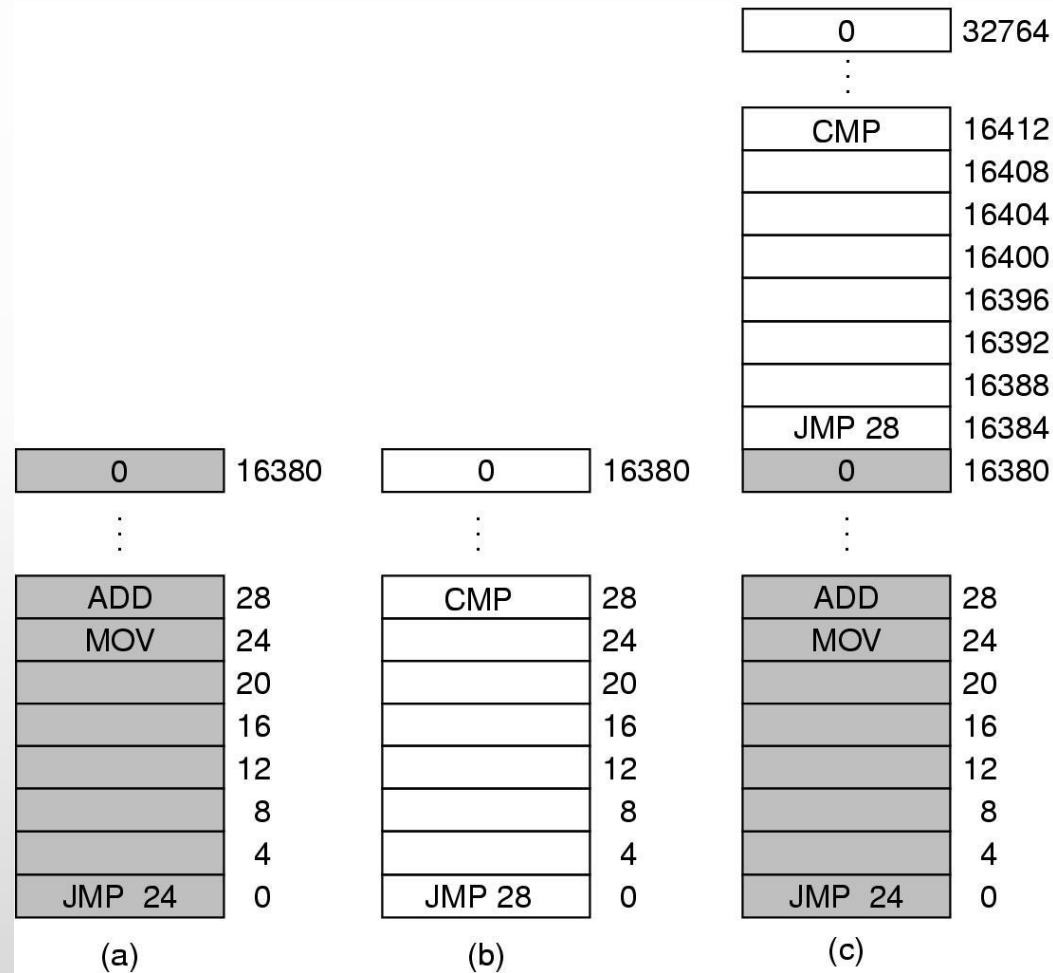 0 32764
16412 CMP
16408
16404
16400
16396
16392
16388
JMP 28 16384
0 16380 0 16380 0 16380
ADD 28 CMP 28 ADD 28
MOV 24 24 MOV 24
20 20 20
16 16 16
12 12 12
8 8 8
4 4 4
JMP 24 0 JMP 28 0 JMP 24 0
(a) (b) (c)